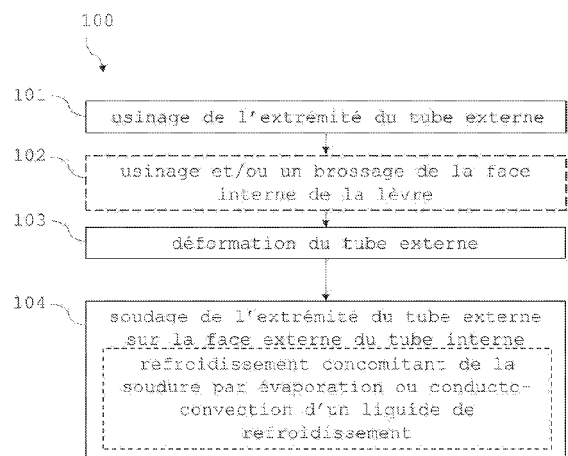 100
101
usinage de l'extrémité du tube externe
102
usinage et/ou un brossage de la face
interne de la lèvre
103
déformation du tube externe
104
soudage de l'extrémité du tube externe
sur la face externe du tube interne
refroidissement concomitant de la
soudure par évaporation ou conducto-
convection d'un liquide de
refroidissement